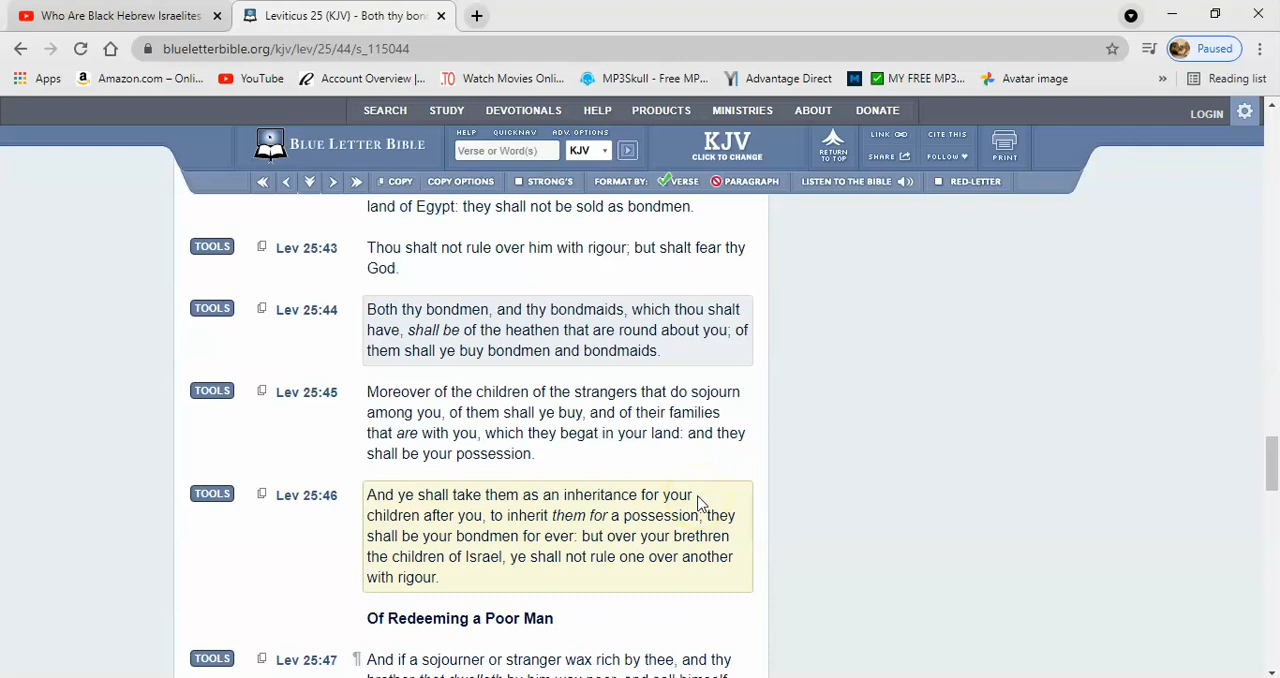 Who Are Black Hebrew Israelites
Leviticus 25 (KJV) - Both thy bon
blueletterbible.org/kjv/lev/25/44/s_115044
Paused
Apps
Amazon.com – Onli...
YouTube
Account Overview |...
Watch Movies Onli...
MP3Skull - Free MP...
Advantage Direct
MY FREE MP3...
Avatar image
»
Reading list
SEARCH STUDY DEVOTIONALS HELP PRODUCTS MINISTRIES ABOUT DONATE
LOGIN
BLUE LETTER BIBLE
HELP QUICKNAV ADV. OPTIONS
Verse or Word(s)
KJV
KJV
CLICK TO CHANGE
RETURN
TO TOP
LINK
SHARE
CITE THIS
FOLLOW
PRINT
COPY COPY OPTIONS STRONG'S FORMAT BY: VERSE PARAGRAPH LISTEN TO THE BIBLE RED-LETTER
land of Egypt: they shall not be sold as bondmen.
TOOLS Lev 25:43 Thou shalt not rule over him with rigour; but shalt fear thy
God.
TOOLS Lev 25:44 Both thy bondmen, and thy bondmaids, which thou shalt
have, shall be of the heathen that are round about you; of
them shall ye buy bondmen and bondmaids.
TOOLS Lev 25:45 Moreover of the children of the strangers that do sojourn
among you, of them shall ye buy, and of their families
that are with you, which they begat in your land: and they
shall be your possession.
TOOLS Lev 25:46 And ye shall take them as an inheritance for your
children after you, to inherit them for a possession; they
shall be your bondmen for ever: but over your brethren
the children of Israel, ye shall not rule one over another
with rigour.
Of Redeeming a Poor Man
TOOLS Lev 25:47 ¶ And if a sojourner or stranger wax rich by thee, and thy
brother that dwelleth by him wax poor, and sell himself